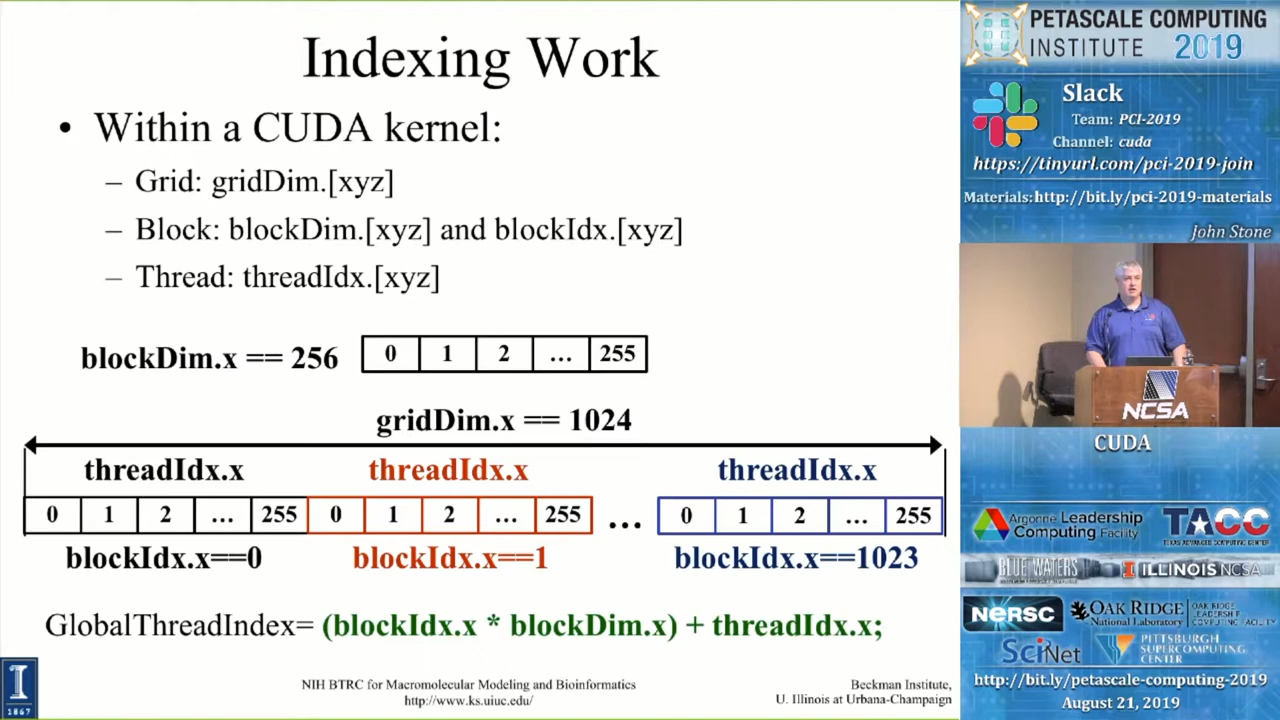 Indexing Work
• Within a CUDA kernel:
– Grid: gridDim.[xyz]
– Block: blockDim.[xyz] and blockIdx.[xyz]
– Thread: threadIdx.[xyz]
blockDim.x == 256 0 1 2 … 255
gridDim.x == 1024
threadIdx.x threadIdx.x threadIdx.x
0 1 2 … 255 0 1 2 … 255 … 0 1 2 … 255
blockIdx.x==0 blockIdx.x==1 blockIdx.x==1023
GlobalThreadIndex= (blockIdx.x * blockDim.x) + threadIdx.x;
I
1867
NIH BTRC for Macromolecular Modeling and Bioinformatics
http://www.ks.uiuc.edu/
Beckman Institute,
U. Illinois at Urbana-Champaign
PETASCALE COMPUTING
INSTITUTE 2019
Slack
Team: PCI-2019
Channel: cuda
https://tinyurl.com/pci-2019-join
Materials:http://bit.ly/pci-2019-materials
John Stone
NCSA
CUDA
Argonne Leadership
Computing Facility
TACC
TEXAS ADVANCED COMPUTING CENTER
BLUE WATERS
I ILLINOIS NCSA
NERSC
OAK RIDGE
National Laboratory
OAK RIDGE
LEADERSHIP
COMPUTING FACILITY
SciNet
PITTSBURGH
SUPERCOMPUTING
CENTER
http://bit.ly/petascale-computing-2019
August 21, 2019